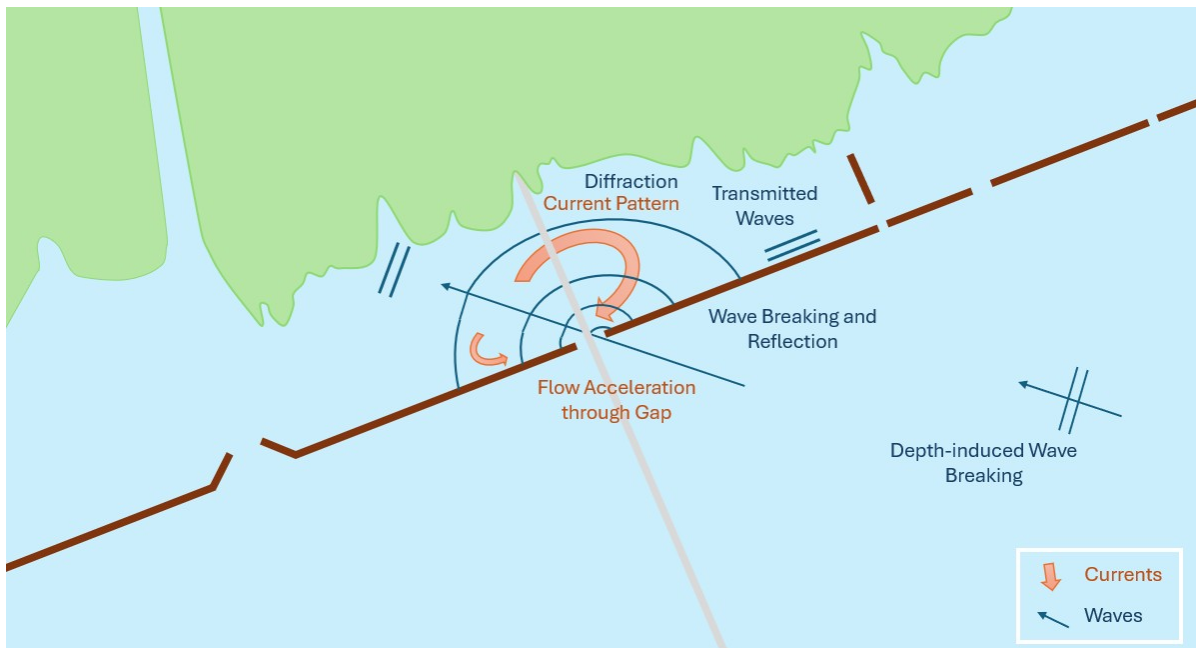 Diffraction
Current Pattern
Transmitted
Waves
Wave Breaking and
Reflection
Flow Acceleration
through Gap
Depth-induced Wave
Breaking
Currents
Waves